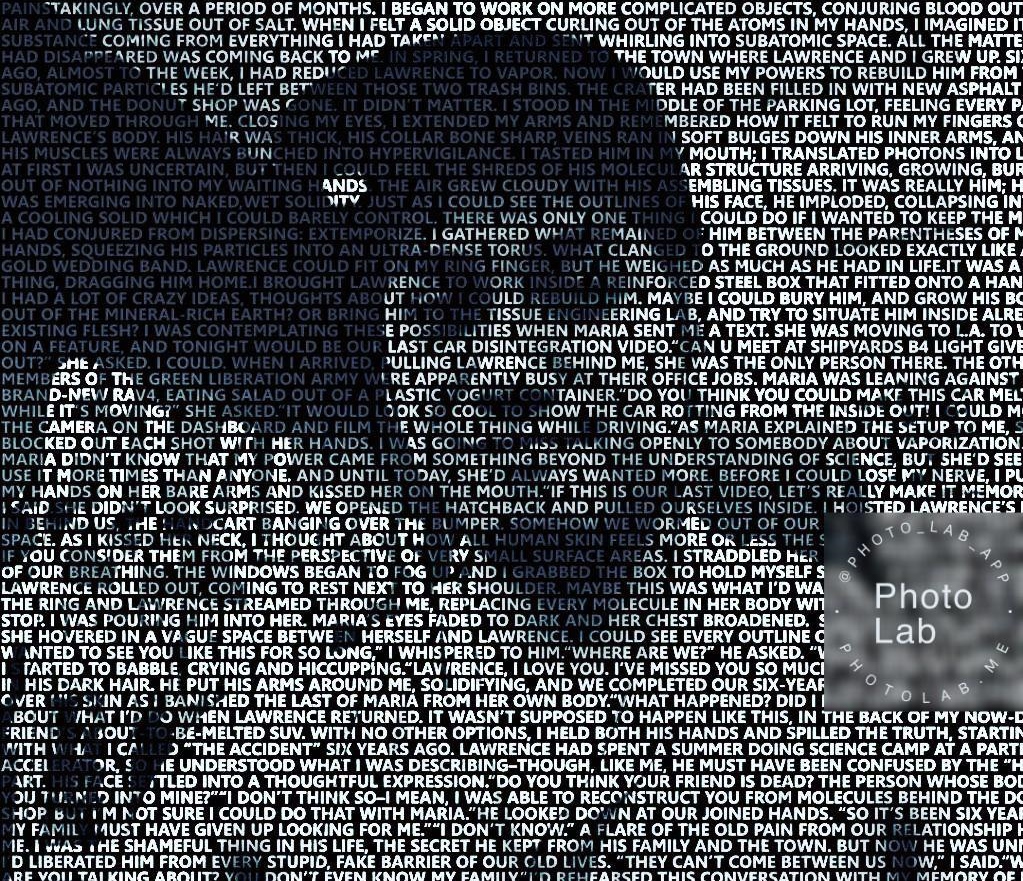 PAINSTAKINGLY, OVER A PERIOD OF MONTHS. I BEGAN TO WORK ON MORE COMPLICATED OBJECTS, CONJURING BLOOD OUT
AIR AND LUNG TISSUE OUT OF SALT. WHEN I FELT A SOLID OBJECT CURLING OUT OF THE ATOMS IN MY HANDS, I IMAGINED I
SUBSTANCE COMING FROM EVERYTHING I HAD TAKEN APART AND SENT WHIRLING INTO SUBATOMIC SPACE. ALL THE MATTE
HAD DISAPPEARED WAS COMING BACK TO ME. IN SPRING, I RETURNED TO THE TOWN WHERE LAWRENCE AND I GREW UP. SI
AGO, ALMOST TO THE WEEK, I HAD REDUCED LAWRENCE TO VAPOR. NOW I WOULD USE MY POWERS TO REBUILD HIM FROM
SUBATOMIC PARTICLES HE'D LEFT BETWEEN THOSE TWO TRASH BINS. THE CRATER HAD BEEN FILLED IN WITH NEW ASPHALT
AGO, AND THE DONUT SHOP WAS GONE. IT DIDN'T MATTER. I STOOD IN THE MIDDLE OF THE PARKING LOT, FEELING EVERY P
THAT MOVED THROUGH ME. CLOSING MY EYES, I EXTENDED MY ARMS AND REMEMBERED HOW IT FELT TO RUN MY FINGERS
LAWRENCE'S BODY. HIS HAIR WAS THICK, HIS COLLAR BONE SHARP, VEINS RAN IN SOFT BULGES DOWN HIS INNER ARMS, AN
HIS MUSCLES WERE ALWAYS BUNCHED INTO HYPERVIGILANCE. I TASTED HIM IN MY MOUTH; I TRANSLATED PHOTONS INTO L
AT FIRST I WAS UNCERTAIN, BUT THEN I COULD FEEL THE SHREDS OF HIS MOLECULAR STRUCTURE ARRIVING, GROWING, BUR
OUT OF NOTHING INTO MY WAITING HANDS. THE AIR GREW CLOUDY WITH HIS ASSEMBLING TISSUES. IT WAS REALLY HIM; H
WAS EMERGING INTO NAKED, WET SOLIDITY. JUST AS I COULD SEE THE OUTLINES OF HIS FACE, HE IMPLODED, COLLAPSING INT
A COOLING SOLID WHICH I COULD BARELY CONTROL. THERE WAS ONLY ONE THING I COULD DO IF I WANTED TO KEEP THE M
I HAD CONJURED FROM DISPERSING: EXTEMPORIZE. I GATHERED WHAT REMAINED OF HIM BETWEEN THE PARENTHESES OF M
HANDS, SQUEEZING HIS PARTICLES INTO AN ULTRA-DENSE TORUS. WHAT CLANGED TO THE GROUND LOOKED EXACTLY LIKE
GOLD WEDDING BAND. LAWRENCE COULD FIT ON MY RING FINGER, BUT HE WEIGHED AS MUCH AS HE HAD IN LIFE.IT WAS A
THING, DRAGGING HIM HOME.I BROUGHT LAWRENCE TO WORK INSIDE A REINFORCED STEEL BOX THAT FITTED ONTO A HAN
I HAD A LOT OF CRAZY IDEAS, THOUGHTS ABOUT HOW I COULD REBUILD HIM. MAYBE I COULD BURY HIM, AND GROW HIS BO
OUT OF THE MINERAL-RICH EARTH? OR BRING HIM TO THE TISSUE ENGINEERING LAB, AND TRY TO SITUATE HIM INSIDE ALRE
EXISTING FLESH? I WAS CONTEMPLATING THESE POSSIBILITIES WHEN MARIA SENT ME A TEXT. SHE WAS MOVING TO L.A. TO W
ON A FEATURE, AND TONIGHT WOULD BE OUR LAST CAR DISINTEGRATION VIDEO."CAN U MEET AT SHIPYARDS B4 LIGHT GIVE
OUT?" SHE ASKED. I COULD. WHEN I ARRIVED, PULLING LAWRENCE BEHIND ME, SHE WAS THE ONLY PERSON THERE. THE OTH
MEMBERS OF THE GREEN LIBERATION ARMY WERE APPARENTLY BUSY AT THEIR OFFICE JOBS. MARIA WAS LEANING AGAINST
BRAND-NEW RAV4, EATING SALAD OUT OF A PLASTIC YOGURT CONTAINER."DO YOU THINK YOU COULD MAKE THIS CAR MEL
WHILE IT'S MOVING?" SHE ASKED."IT WOULD LOOK SO COOL TO SHOW THE CAR ROTTING FROM THE INSIDE OUT! I COULD M
THE CAMERA ON THE DASHBOARD AND FILM THE WHOLE THING WHILE DRIVING."AS MARIA EXPLAINED THE SETUP TO ME, S
BLOCKED OUT EACH SHOT WITH HER HANDS. I WAS GOING TO MISS TALKING OPENLY TO SOMEBODY ABOUT VAPORIZATION
MARIA DIDN'T KNOW THAT MY POWER CAME FROM SOMETHING BEYOND THE UNDERSTANDING OF SCIENCE, BUT SHE'D SEE
USE IT MORE TIMES THAN ANYONE. AND UNTIL TODAY, SHE'D ALWAYS WANTED MORE. BEFORE I COULD LOSE MY NERVE, I PU
MY HANDS ON HER BARE ARMS AND KISSED HER ON THE MOUTH."IF THIS IS OUR LAST VIDEO, LET'S REALLY MAKE IT MEMOR
I SAID. SHE DIDN'T LOOK SURPRISED. WE OPENED THE HATCHBACK AND PULLED OURSELVES INSIDE. I HOISTED LAWRENCE'S
IN BEHIND US, THE HANDCART BANGING OVER THE BUMPER. SOMEHOW WE WORMED OUT OF OUR
SPACE. AS I KISSED HER NECK, I THOUGHT ABOUT HOW ALL HUMAN SKIN FEELS MORE OR LESS THE S
IF YOU CONSIDER THEM FROM THE PERSPECTIVE OF VERY SMALL SURFACE AREAS. I STRADDLED HER
OF OUR BREATHING. THE WINDOWS BEGAN TO FOG UP AND I GRABBED THE BOX TO HOLD MYSELF S
LAWRENCE ROLLED OUT, COMING TO REST NEXT TO HER SHOULDER. MAYBE THIS WAS WHAT I'D WA
THE RING AND LAWRENCE STREAMED THROUGH ME, REPLACING EVERY MOLECULE IN HER BODY WIT
STOP. I WAS POURING HIM INTO HER. MARIA'S EYES FADED TO DARK AND HER CHEST BROADENED. S
SHE HOVERED IN A VAGUE SPACE BETWEEN HERSELF AND LAWRENCE. I COULD SEE EVERY OUTLINE O
WANTED TO SEE YOU LIKE THIS FOR SO LONG," I WHISPERED TO HIM."WHERE ARE WE?" HE ASKED. "W
I STARTED TO BABBLE, CRYING AND HICCUPPING."LAWRENCE, I LOVE YOU. I'VE MISSED YOU SO MUCH
IN HIS DARK HAIR. HE PUT HIS ARMS AROUND ME, SOLIDIFYING, AND WE COMPLETED OUR SIX-YEAR
OVER HIS SKIN AS I BANISHED THE LAST OF MARIA FROM HER OWN BODY."WHAT HAPPENED? DID I
ABOUT WHAT I'D DO WHEN LAWRENCE RETURNED. IT WASN'T SUPPOSED TO HAPPEN LIKE THIS, IN THE BACK OF MY NOW-D
FRIEND'S ABOUT-TO-BE-MELTED SUV. WITH NO OTHER OPTIONS, I HELD BOTH HIS HANDS AND SPILLED THE TRUTH, STARTIN
WITH WHAT I CALLED "THE ACCIDENT" SIX YEARS AGO. LAWRENCE HAD SPENT A SUMMER DOING SCIENCE CAMP AT A PARTI
ACCELERATOR, SO HE UNDERSTOOD WHAT I WAS DESCRIBING–THOUGH, LIKE ME, HE MUST HAVE BEEN CONFUSED BY THE "H
PART. HIS FACE SETTLED INTO A THOUGHTFUL EXPRESSION."DO YOU THINK YOUR FRIEND IS DEAD? THE PERSON WHOSE BOD
YOU TURNED INTO MINE?""I DON'T THINK SO–I MEAN, I WAS ABLE TO RECONSTRUCT YOU FROM MOLECULES BEHIND THE DO
SHOP BUT I'M NOT SURE I COULD DO THAT WITH MARIA."HE LOOKED DOWN AT OUR JOINED HANDS. "SO IT'S BEEN SIX YEAR
MY FAMILY MUST HAVE GIVEN UP LOOKING FOR ME.""I DON'T KNOW." A FLARE OF THE OLD PAIN FROM OUR RELATIONSHIP H
ME. I WAS THE SHAMEFUL THING IN HIS LIFE, THE SECRET HE KEPT FROM HIS FAMILY AND THE TOWN. BUT NOW HE WAS UNM
I'D LIBERATED HIM FROM EVERY STUPID, FAKE BARRIER OF OUR OLD LIVES. "THEY CAN'T COME BETWEEN US NOW," I SAID."W
ARE YOU TALKING ABOUT? YOU DON'T EVEN KNOW MY FAMILY."I'D REHEARSED THIS CONVERSATION WITH MY MEMORY OF
@PHOTO_LAB_APP
Photo
Lab
PHOTOLAB.ME